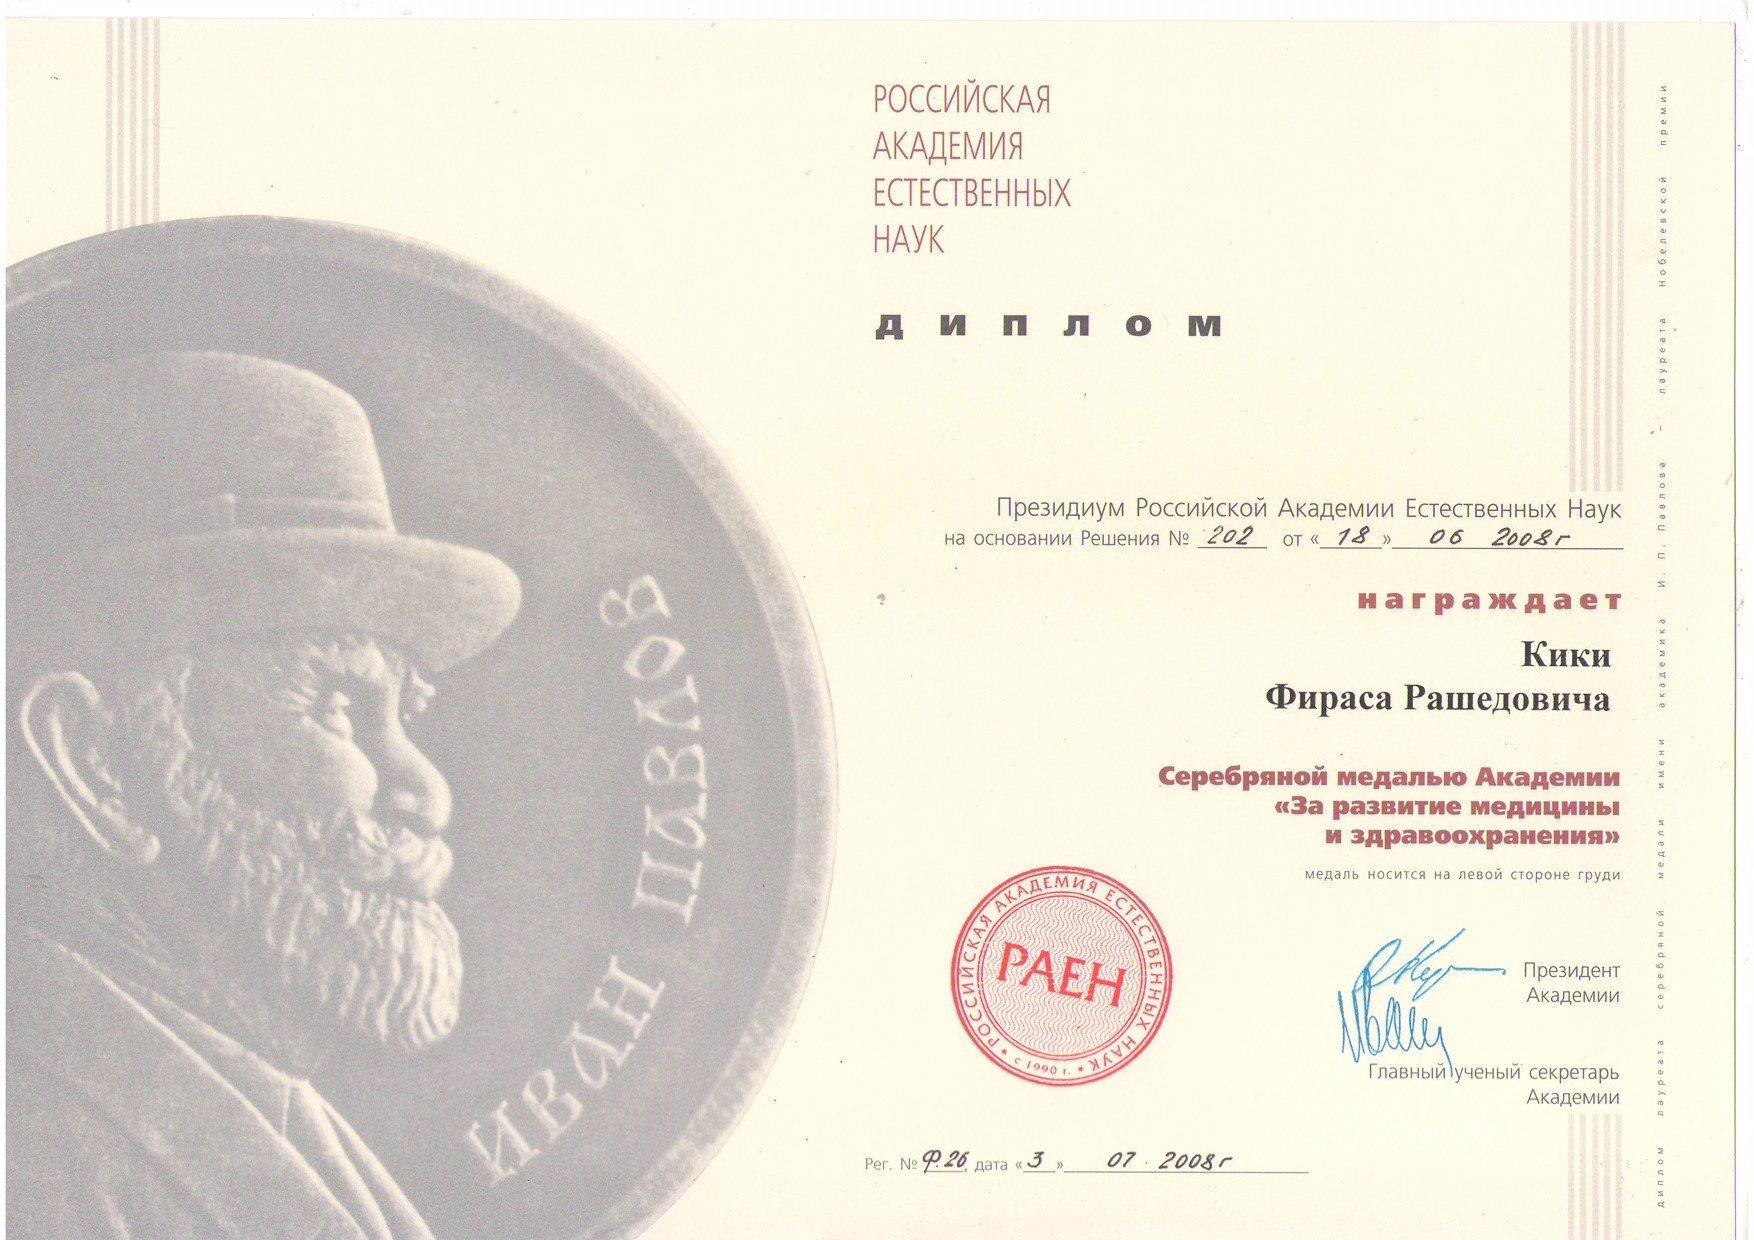 РОССИЙСКАЯ
АКАДЕМИЯ
ЕСТЕСТВЕННЫХ
НАУК
ДИПЛОМ
Президиум Российской Академии Естественных Наук
на основании Решения № 202 от «18» 06 2008г
награждает
Кики
Фираса Рашедовича
Серебряной медалью Академии
«За развитие медицины
и здравоохранения»
медаль носится на левой стороне груди
Президент
Академии
Главный ученый секретарь
Академии
Рег. № Ф.26, дата «3» 07 · 2008г
ИВАН ПАВЛОВ
РОССИЙСКАЯ АКАДЕМИЯ ЕСТЕСТВЕННЫХ НАУК
* с 1990 г. *
РАЕН
диплом лауреата серебряной медали имени академика И. П. Павлова – лауреата нобелевской премии